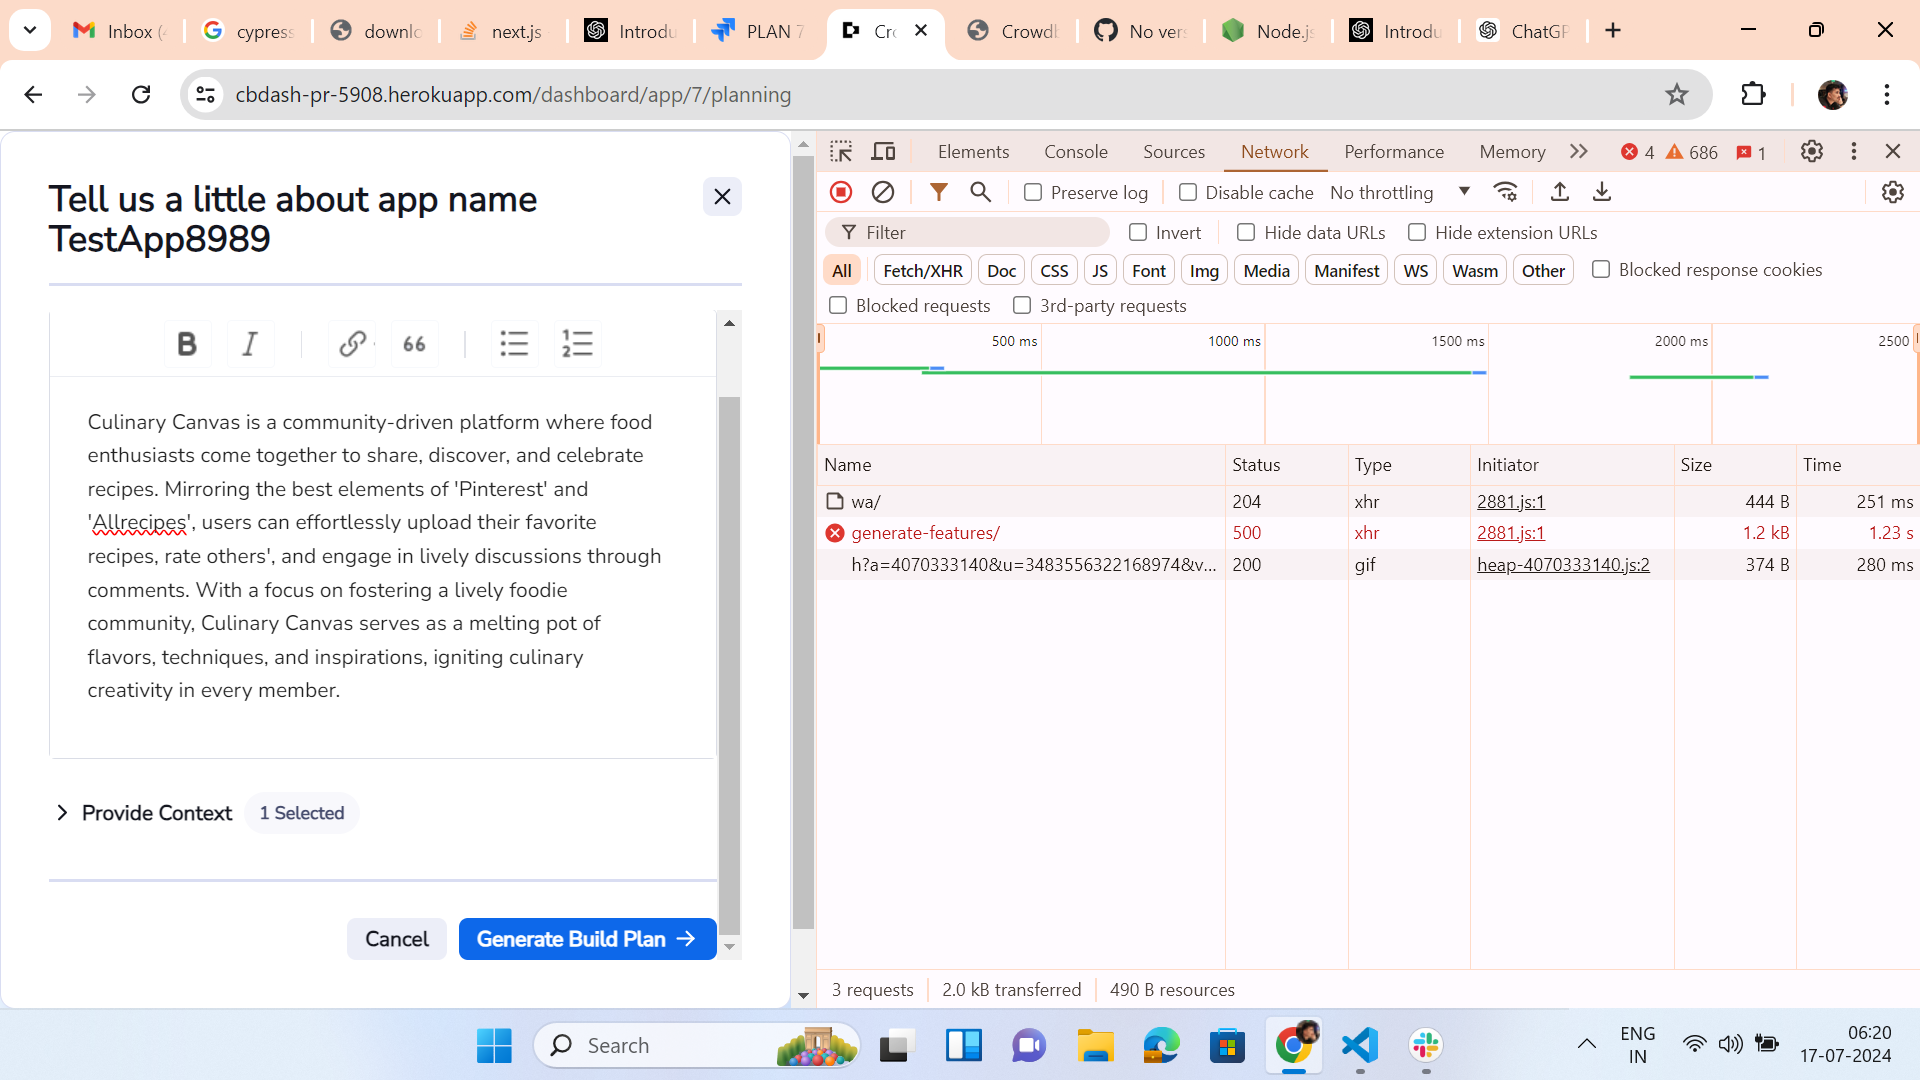 Inbox (
cypress
downlo
next.js
Introdu
PLAN 7
Cro
Crowdb
No vers
Node.js
Introdu
ChatGP
cbdash-pr-5908.herokuapp.com/dashboard/app/7/planning
Tell us a little about app name
TestApp8989
B I 66
Culinary Canvas is a community-driven platform where food
enthusiasts come together to share, discover, and celebrate
recipes. Mirroring the best elements of 'Pinterest' and
'Allrecipes', users can effortlessly upload their favorite
recipes, rate others', and engage in lively discussions through
comments. With a focus on fostering a lively foodie
community, Culinary Canvas serves as a melting pot of
flavors, techniques, and inspirations, igniting culinary
creativity in every member.
Provide Context 1 Selected
Cancel Generate Build Plan
Elements Console Sources Network Performance Memory 4 686 1
Preserve log Disable cache No throttling
Filter Invert Hide data URLs Hide extension URLs
All Fetch/XHR Doc CSS JS Font Img Media Manifest WS Wasm Other Blocked response cookies
Blocked requests 3rd-party requests
500 ms 1000 ms 1500 ms 2000 ms 2500
Name Status Type Initiator Size Time
wa/ 204 xhr 2881.js:1 444 B 251 ms
generate-features/ 500 xhr 2881.js:1 1.2 kB 1.23 s
h?a=4070333140&u=3483556322168974&v... 200 gif heap-4070333140.js:2 374 B 280 ms
3 requests 2.0 kB transferred 490 B resources
Search
ENG
IN
06:20
17-07-2024